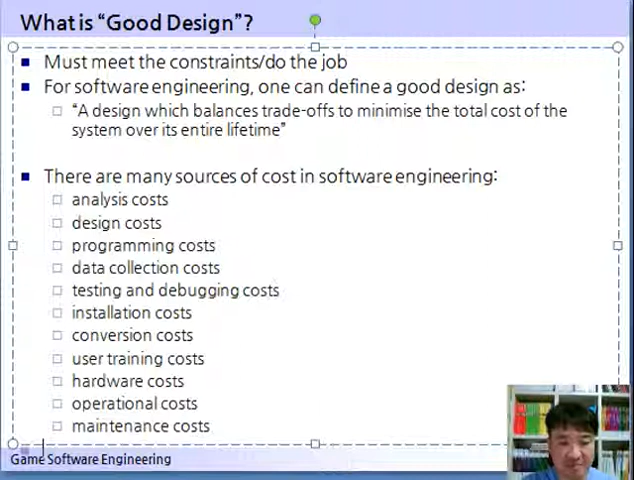 What is “Good Design”?
Must meet the constraints/do the job
For software engineering, one can define a good design as:
“A design which balances trade-offs to minimise the total cost of the
system over its entire lifetime”
There are many sources of cost in software engineering:
analysis costs
design costs
programming costs
data collection costs
testing and debugging costs
installation costs
conversion costs
user training costs
hardware costs
operational costs
maintenance costs
Game Software Engineering